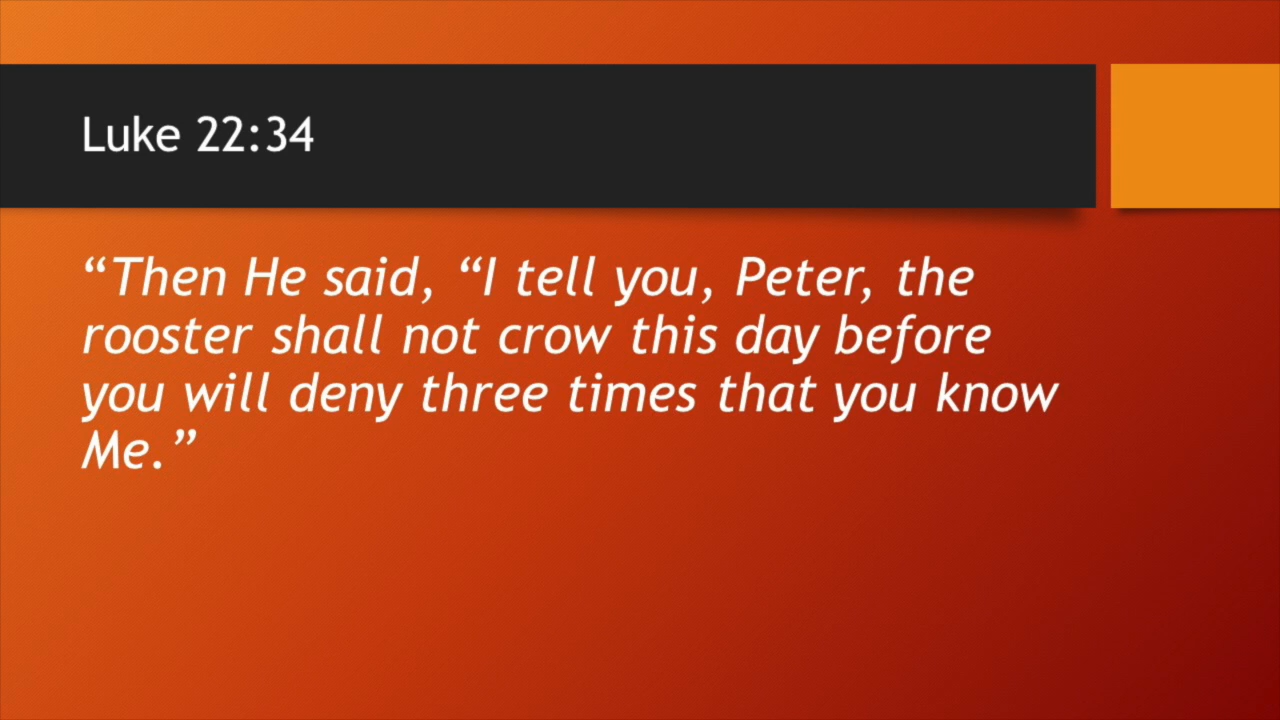 Luke 22:34
“Then He said, “I tell you, Peter, the
rooster shall not crow this day before
you will deny three times that you know
Me.”